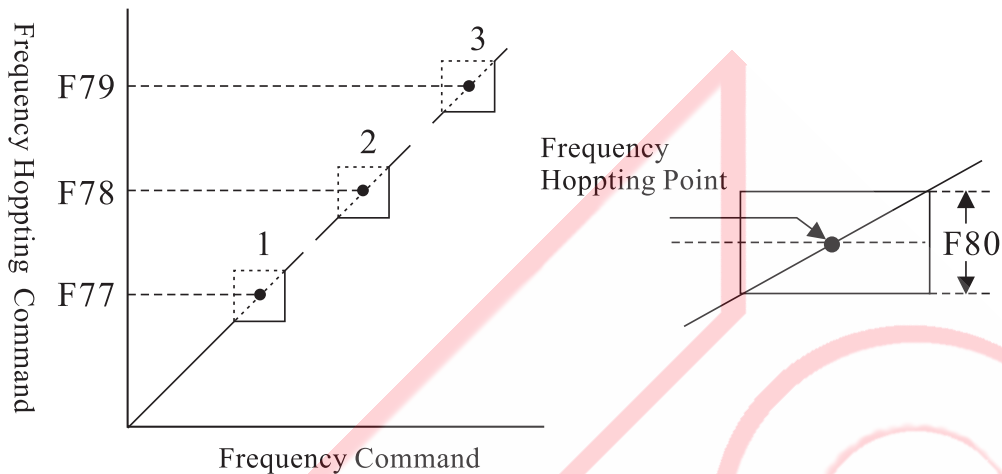 Frequency Hoppting Command
F79
F78
F77
3
2
1
Frequency Command
Frequency
Hoppting Point
F80